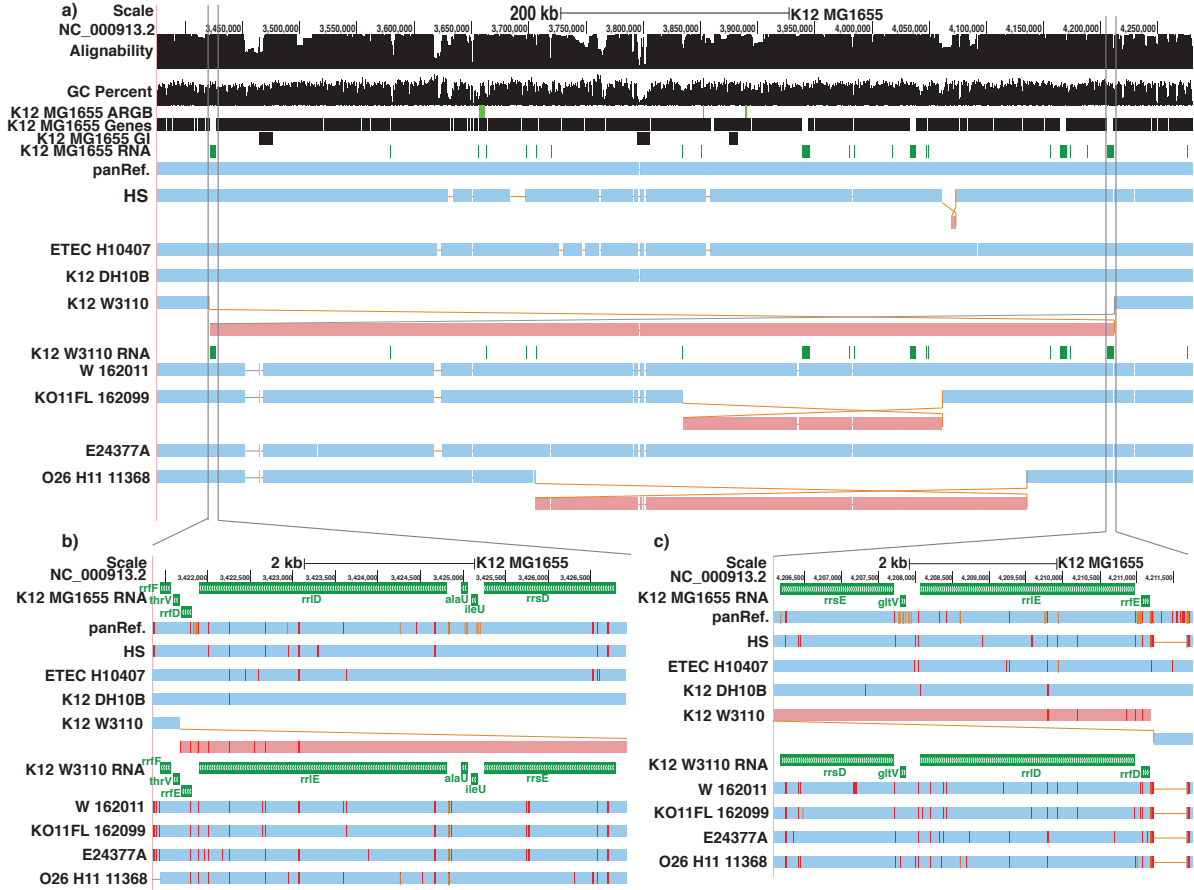 a)
Scale 200 kb K12 MG1655
NC_000913.2 3,450,000 3,500,000 3,550,000 3,600,000 3,650,000 3,700,000 3,750,000 3,800,000 3,850,000 3,900,000 3,950,000 4,000,000 4,050,000 4,100,000 4,150,000 4,200,000 4,250,000
Alignability
GC Percent
K12 MG1655 ARGB
K12 MG1655 Genes
K12 MG1655 GI
K12 MG1655 RNA
panRef.
HS
ETEC H10407
K12 DH10B
K12 W3110
K12 W3110 RNA
W 162011
KO11FL 162099
E24377A
O26 H11 11368
b)
Scale 2 kb K12 MG1655
NC_000913.2 3,422,000 3,422,500 3,423,000 3,423,500 3,424,000 3,424,500 3,425,000 3,425,500 3,426,000 3,426,500
rrfF
K12 MG1655 RNA thrV rrlD alaU rrsD
rrfD ileU
panRef.
HS
ETEC H10407
K12 DH10B
K12 W3110
rrfF
K12 W3110 RNA thrV rrlE alaU rrsE
rrfE ileU
W 162011
KO11FL 162099
E24377A
O26 H11 11368
c)
Scale 2 kb K12 MG1655
NC_000913.2 4,206,500 4,207,000 4,207,500 4,208,000 4,208,500 4,209,000 4,209,500 4,210,000 4,210,500 4,211,000 4,211,500
K12 MG1655 RNA rrsE gltV rrlE rrfE
panRef.
HS
ETEC H10407
K12 DH10B
K12 W3110
K12 W3110 RNA rrsD gltV rrlD rrfD
W 162011
KO11FL 162099
E24377A
O26 H11 11368